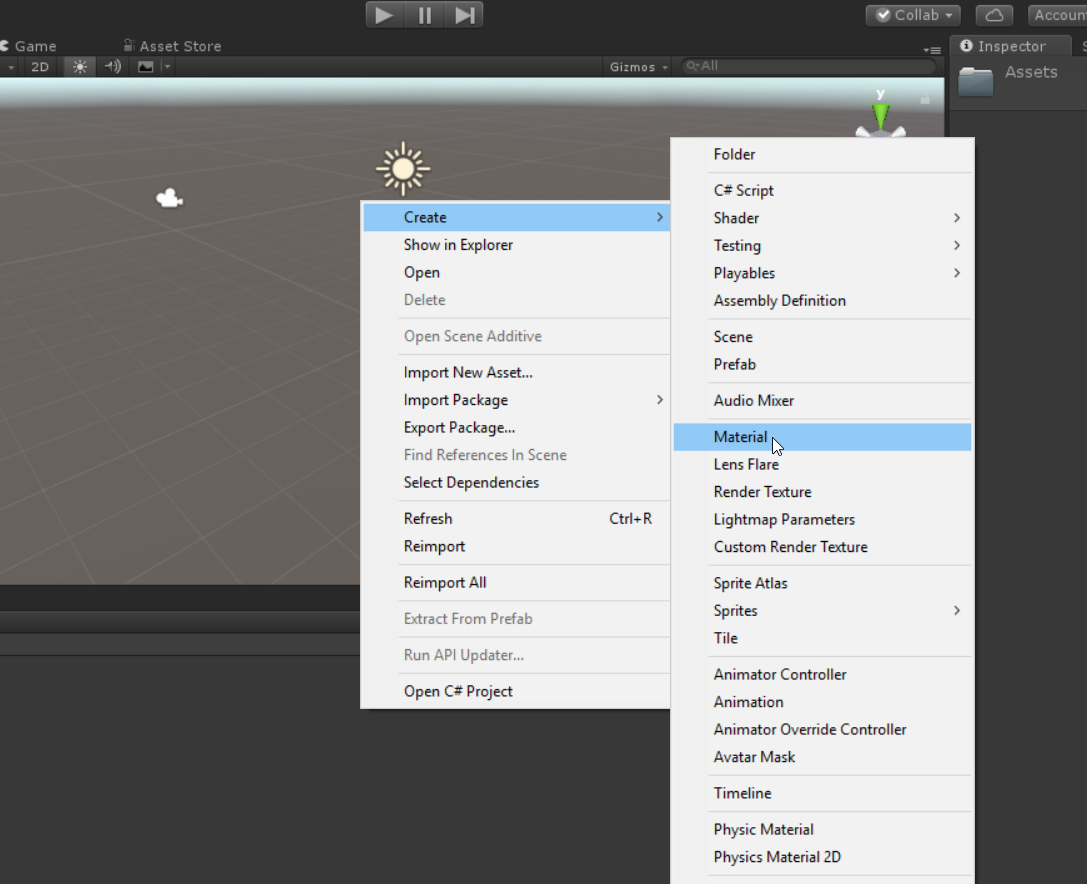 Collab
Account
Game
Asset Store
Inspector
2D
Gizmos
All
Assets
y
Create
Show in Explorer
Open
Delete
Open Scene Additive
Import New Asset...
Import Package
Export Package...
Find References In Scene
Select Dependencies
Refresh Ctrl+R
Reimport
Reimport All
Extract From Prefab
Run API Updater...
Open C# Project
Folder
C# Script
Shader
Testing
Playables
Assembly Definition
Scene
Prefab
Audio Mixer
Material
Lens Flare
Render Texture
Lightmap Parameters
Custom Render Texture
Sprite Atlas
Sprites
Tile
Animator Controller
Animation
Animator Override Controller
Avatar Mask
Timeline
Physic Material
Physics Material 2D